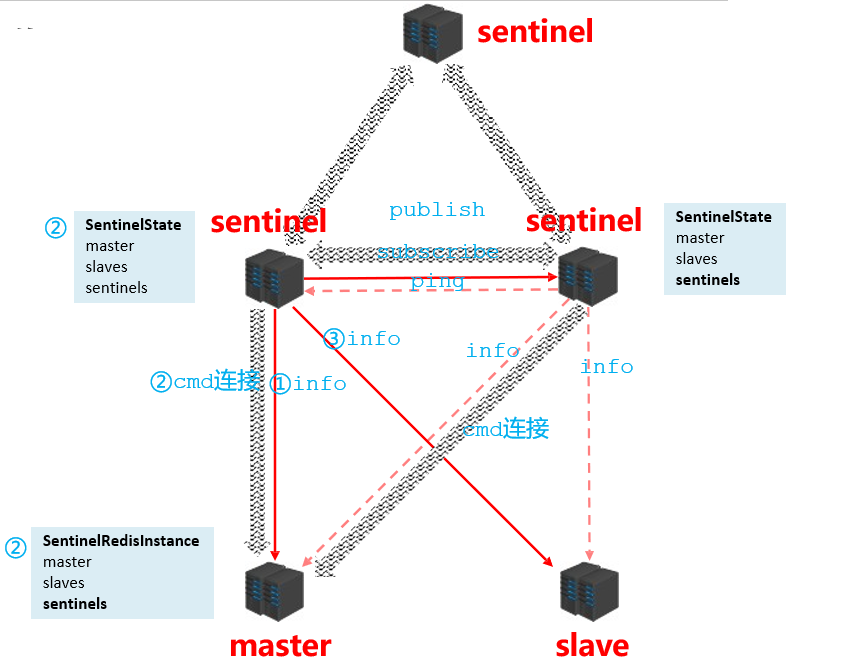 sentinel
publish
sentinel
sentinel
②
SentinelState
master
slaves
sentinels
SentinelState
master
slaves
sentinels
subscribe
ping
③info
info
info
②cmd连接
①info
cmd连接
②
SentinelRedisInstance
master
slaves
sentinels
master
slave